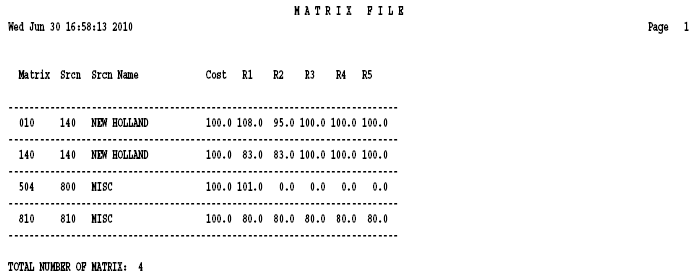 MATRIX FILE
Wed Jun 30 16:58:13 2010 Page 1
Matrix Srcn Srcn Name Cost R1 R2 R3 R4 R5
010 140 NEW HOLLAND 100.0 108.0 95.0 100.0 100.0 100.0
140 140 NEW HOLLAND 100.0 83.0 83.0 100.0 100.0 100.0
504 800 MISC 100.0 101.0 0.0 0.0 0.0 0.0
810 810 MISC 100.0 80.0 80.0 80.0 80.0 80.0
TOTAL NUMBER OF MATRIX: 4